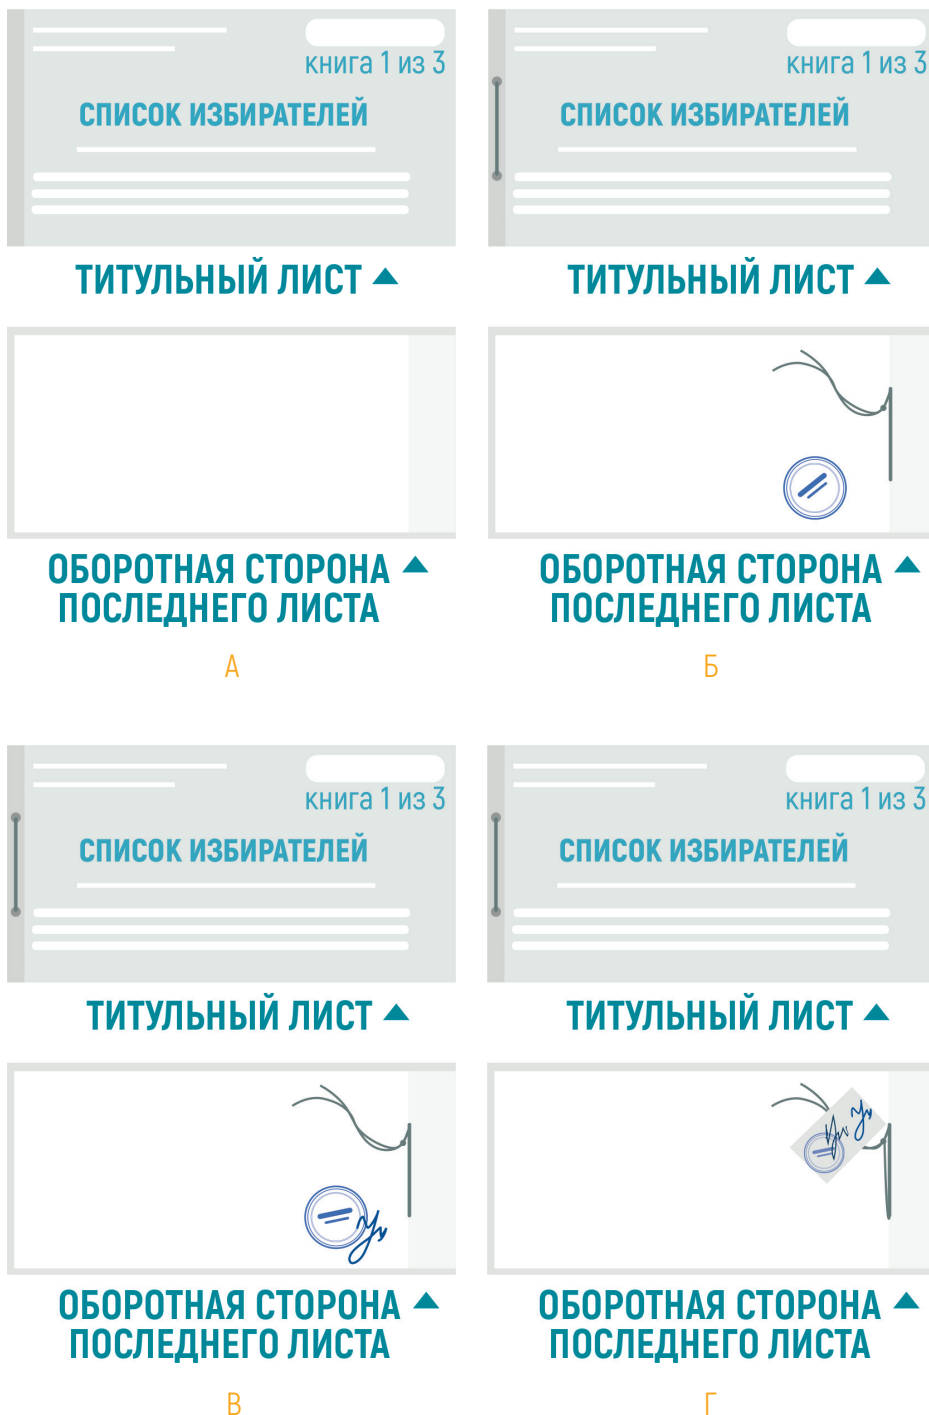 книга 1 из 3
СПИСОК ИЗБИРАТЕЛЕЙ
ТИТУЛЬНЫЙ ЛИСТ
ОБОРОТНАЯ СТОРОНА
ПОСЛЕДНЕГО ЛИСТА
А
книга 1 из 3
СПИСОК ИЗБИРАТЕЛЕЙ
ТИТУЛЬНЫЙ ЛИСТ
ОБОРОТНАЯ СТОРОНА
ПОСЛЕДНЕГО ЛИСТА
Б
книга 1 из 3
СПИСОК ИЗБИРАТЕЛЕЙ
ТИТУЛЬНЫЙ ЛИСТ
ОБОРОТНАЯ СТОРОНА
ПОСЛЕДНЕГО ЛИСТА
В
книга 1 из 3
СПИСОК ИЗБИРАТЕЛЕЙ
ТИТУЛЬНЫЙ ЛИСТ
ОБОРОТНАЯ СТОРОНА
ПОСЛЕДНЕГО ЛИСТА
Г